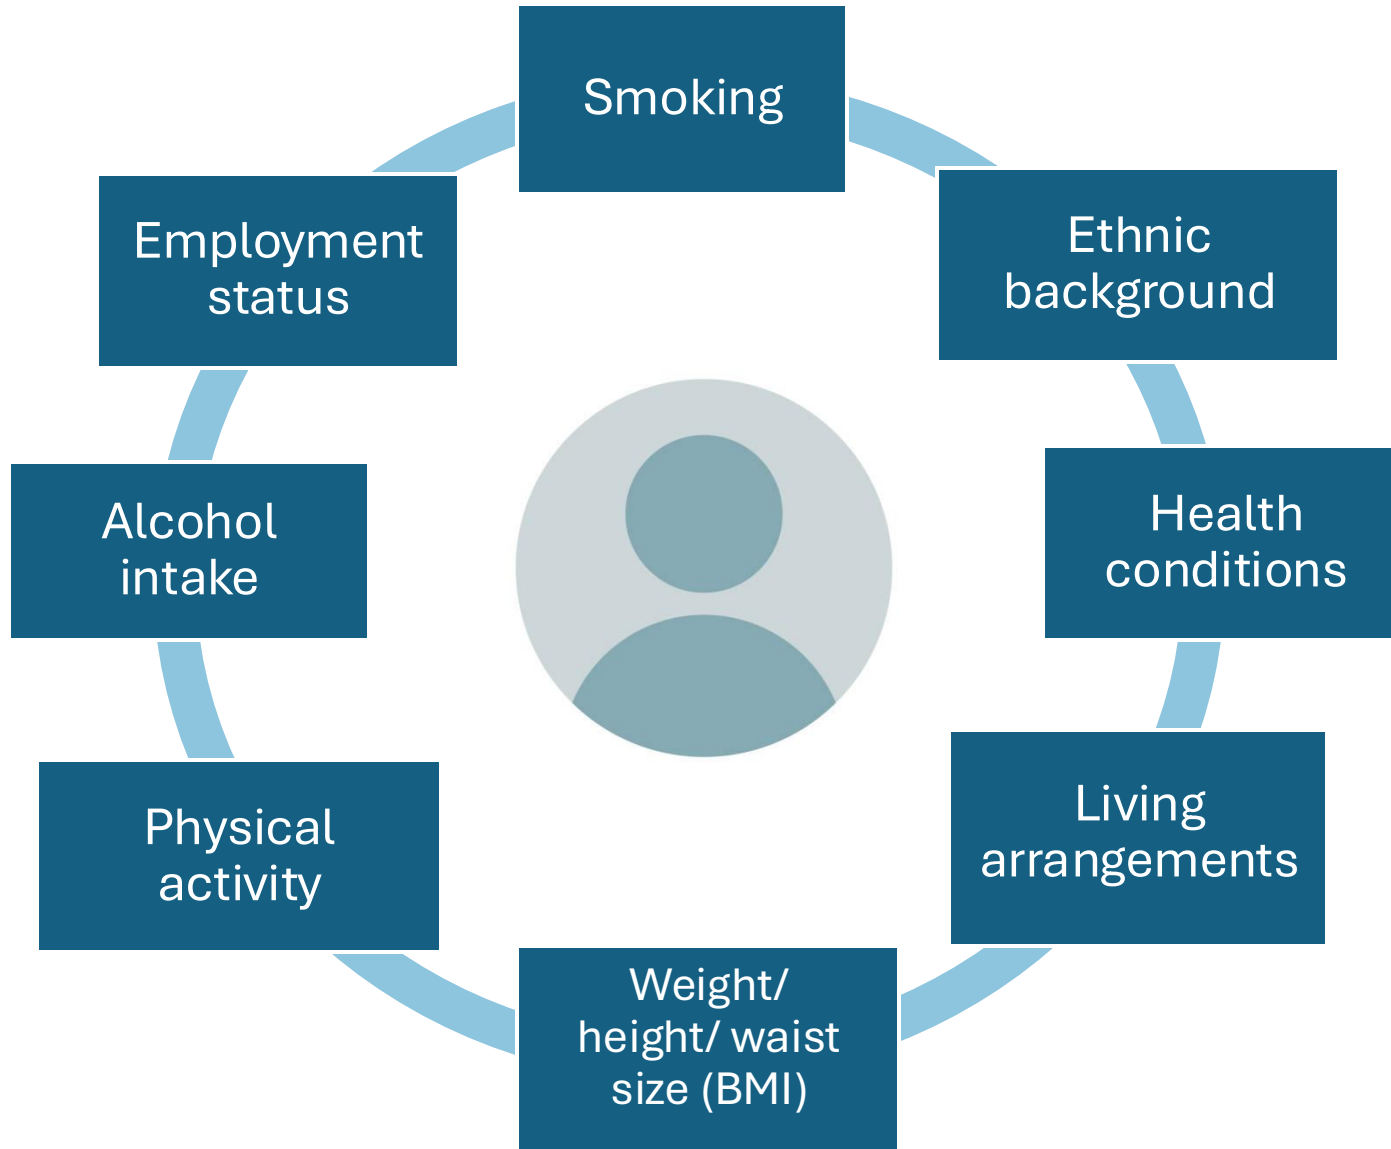 Smoking
Ethnic
background
Health
conditions
Living
arrangements
Weight/
height/ waist
size (BMI)
Physical
activity
Alcohol
intake
Employment
status